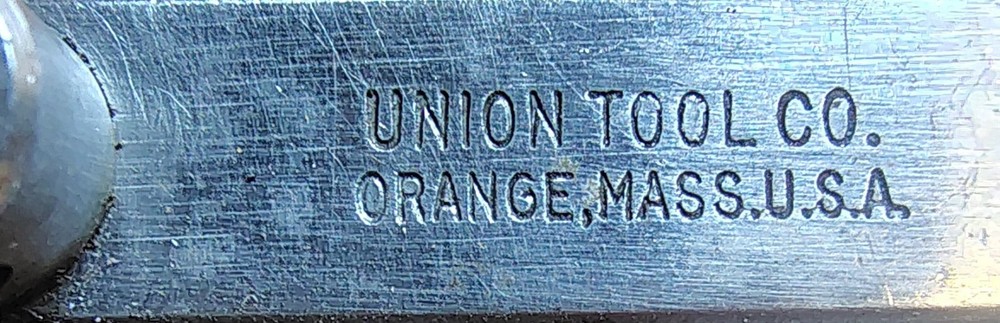 UNION TOOL CO.
ORANGE, MASS. U.S.A.